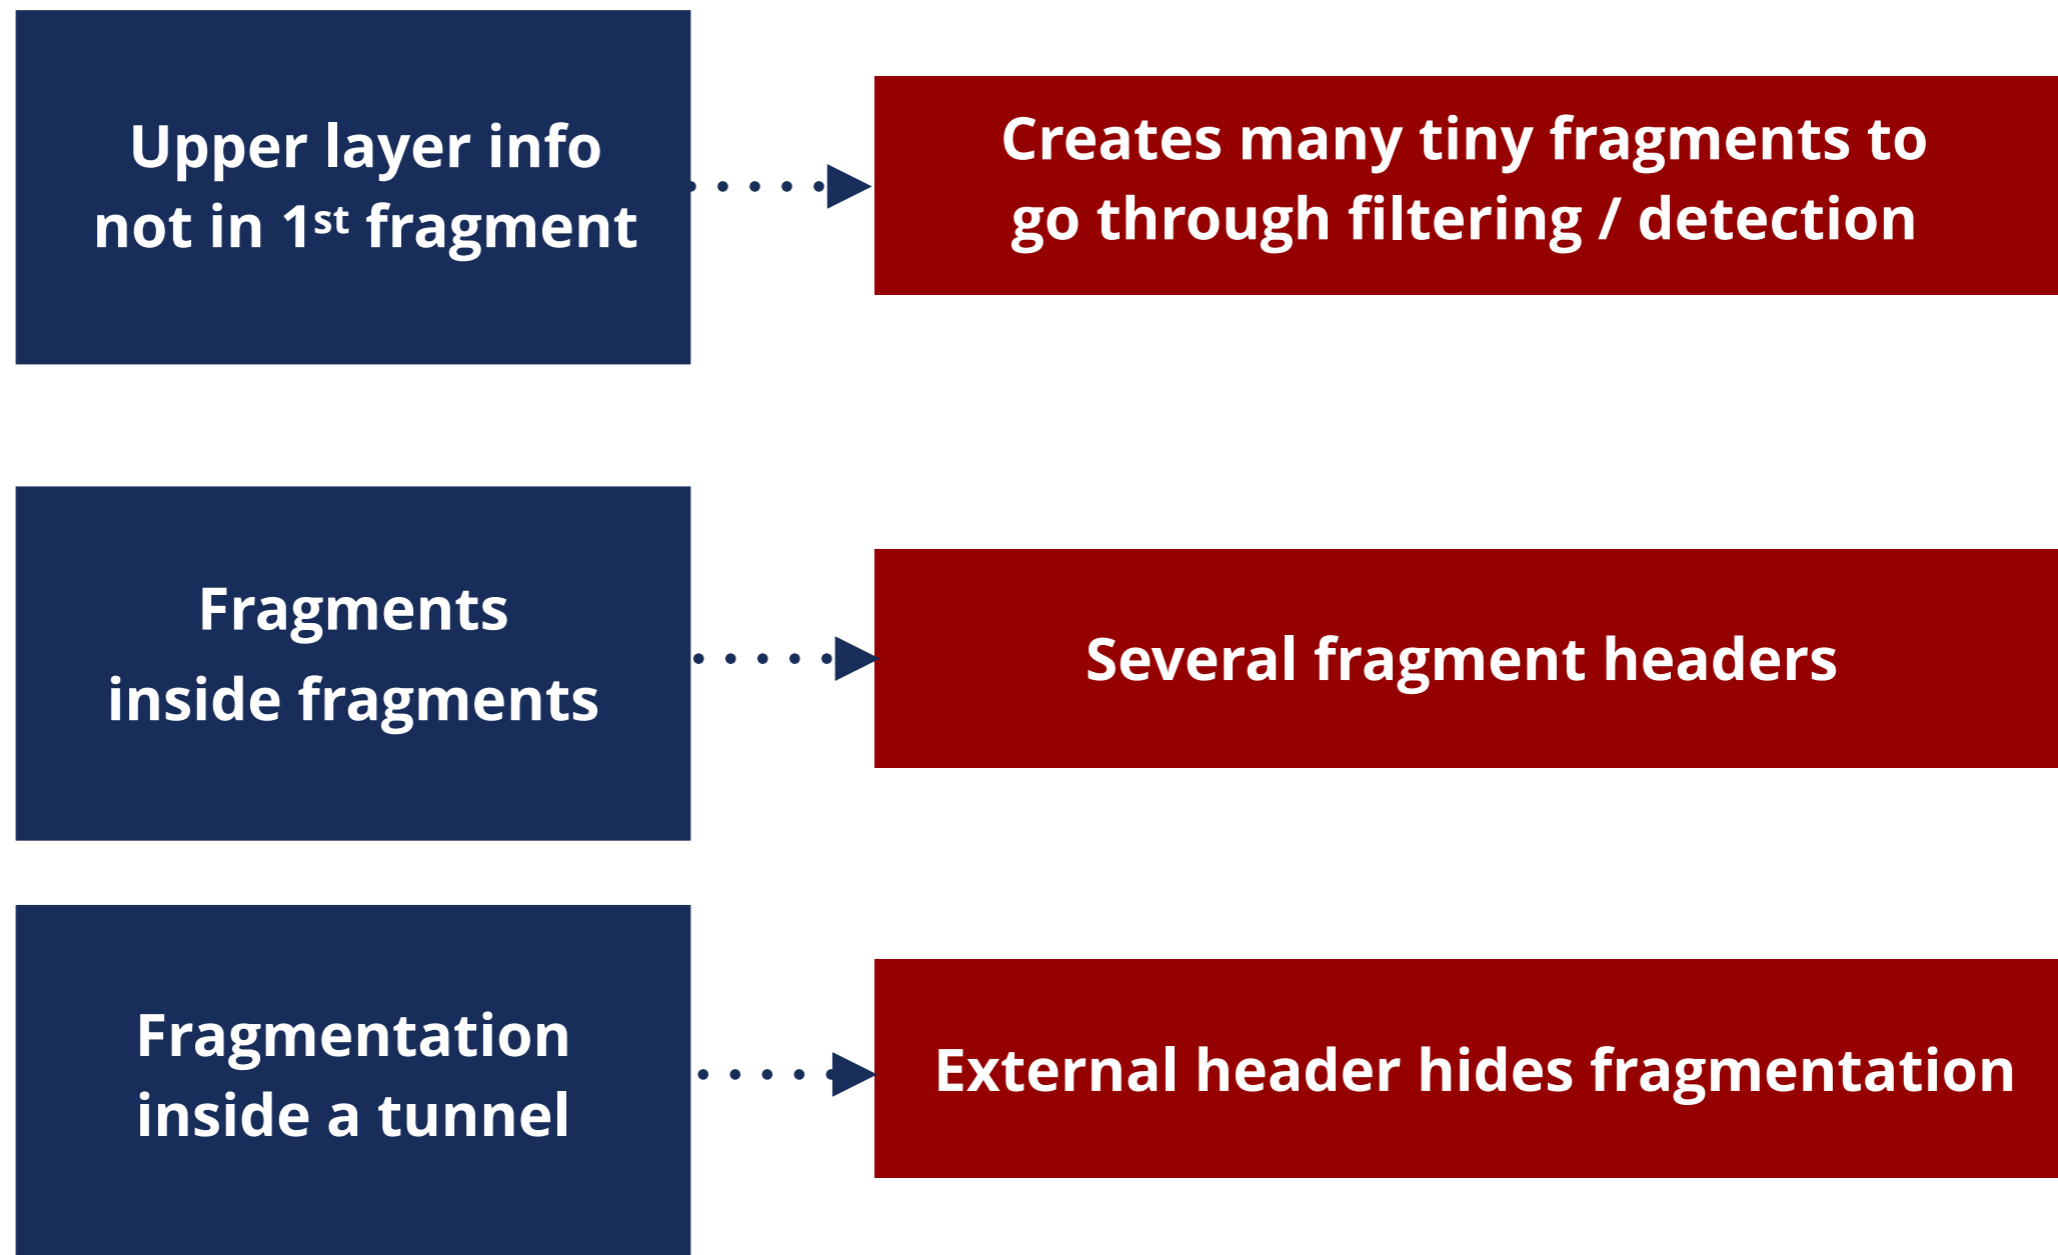 Upper layer info
not in 1st fragment
Creates many tiny fragments to
go through filtering / detection
Fragments
inside fragments
Several fragment headers
Fragmentation
inside a tunnel
External header hides fragmentation